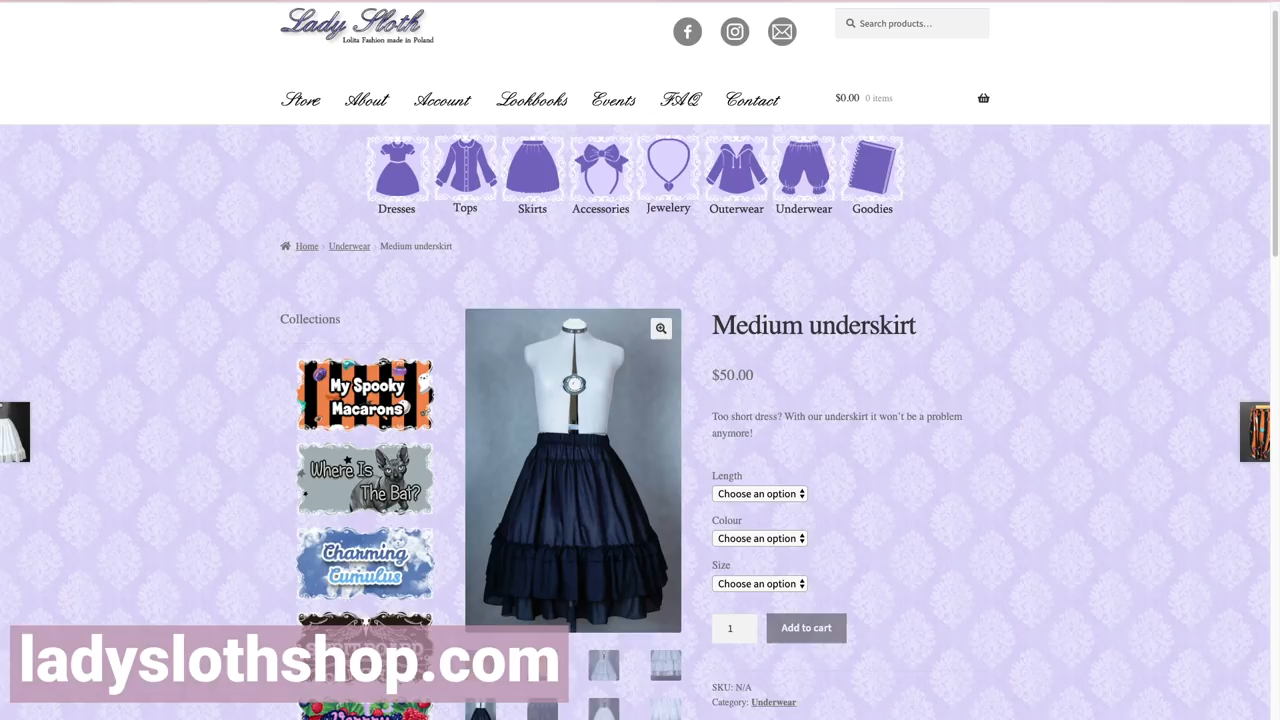 Lady Sloth
Lolita Fashion made in Poland
Search products…
Store About Account Lookbooks Events FAQ Contact
$0.00 0 items
Dresses Tops Skirts Accessories Jewelery Outerwear Underwear Goodies
Home Underwear Medium underskirt
Collections
My Spooky
Macarons
Where Is
The Bat?
Charming
Cumulus
Medium underskirt
$50.00
Too short dress? With our underskirt it won't be a problem
anymore!
Length
Choose an option
Colour
Choose an option
Size
Choose an option
1 Add to cart
SKU: N/A
Category: Underwear
ladyslothshop.com